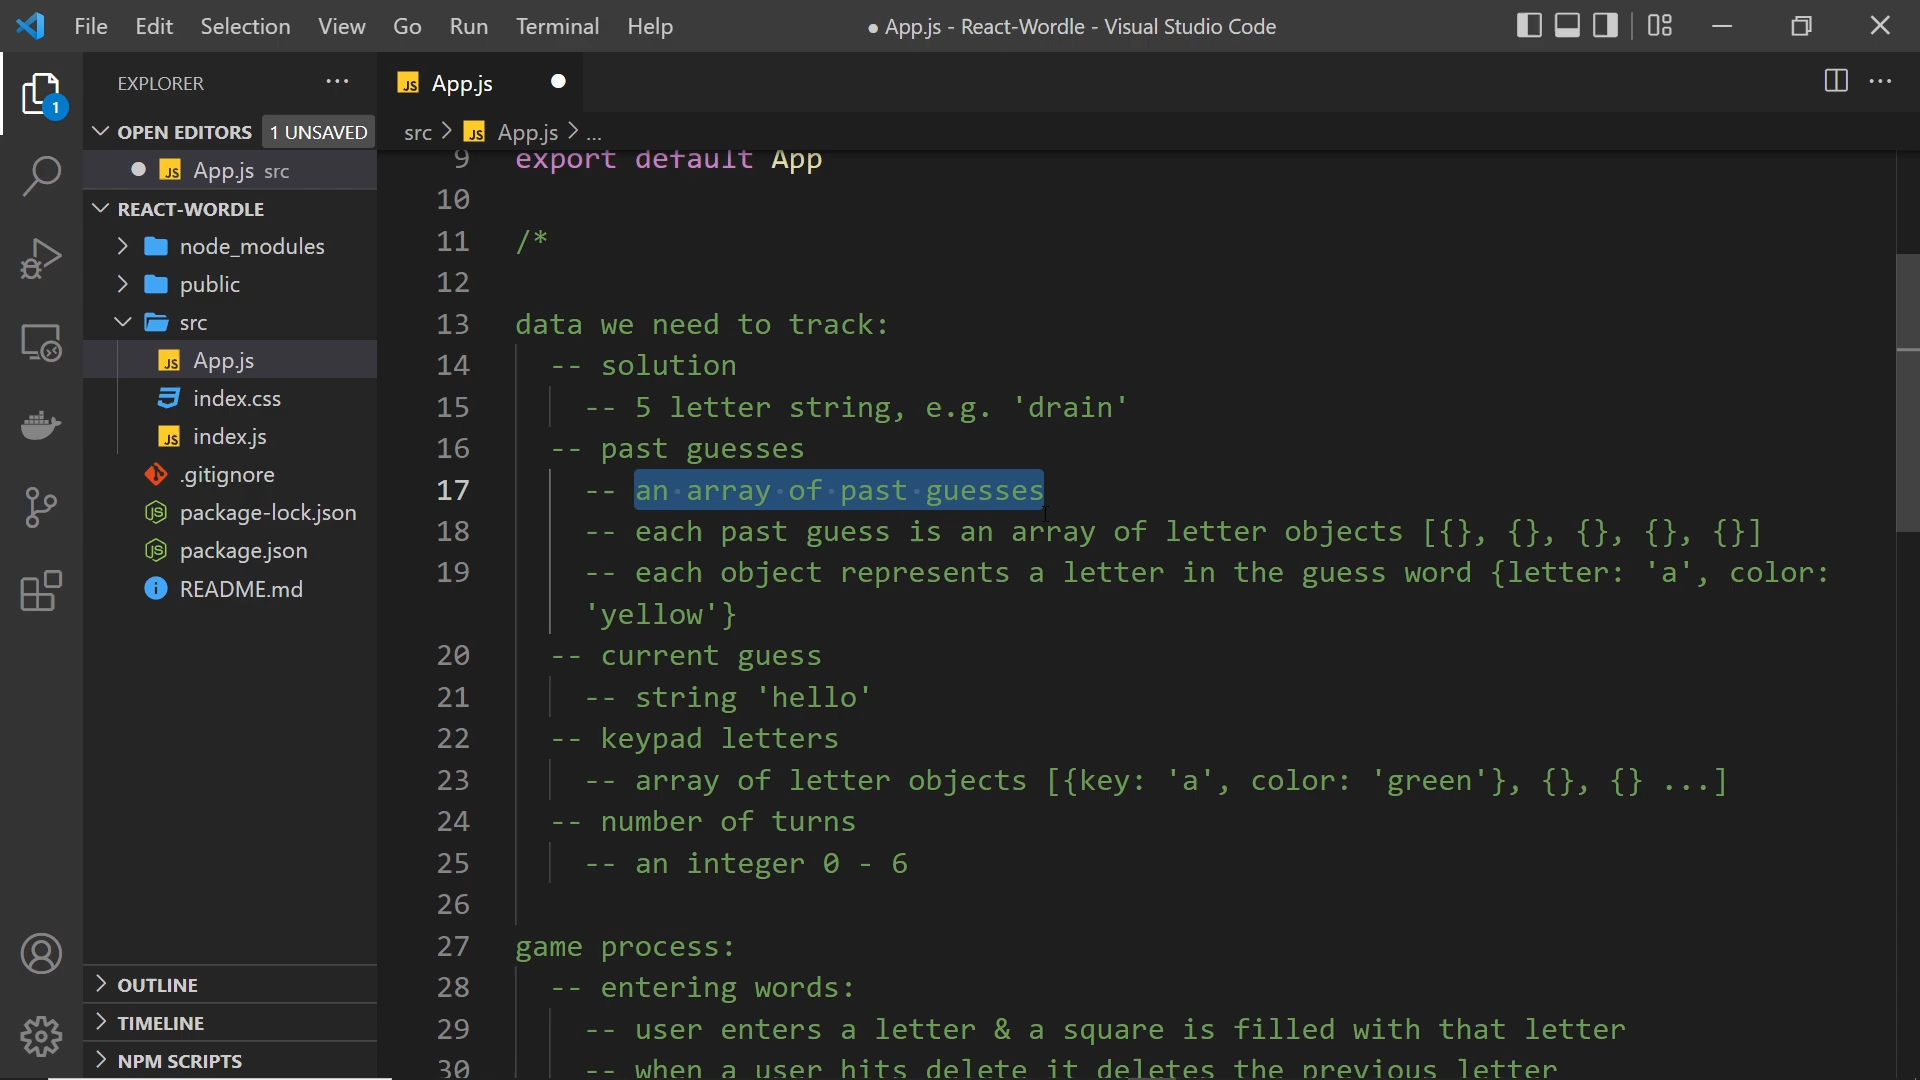 File Edit Selection View Go Run Terminal Help ● App.js - React-Wordle - Visual Studio Code
EXPLORER ...
JS App.js
1
OPEN EDITORS 1 UNSAVED
src > JS App.js > ...
JS App.js src
REACT-WORDLE
node_modules
public
src
JS App.js
index.css
JS index.js
.gitignore
package-lock.json
package.json
README.md
OUTLINE
TIMELINE
NPM SCRIPTS
9 export default App
10
11 /*
12
13 data we need to track:
14 -- solution
15 -- 5 letter string, e.g. 'drain'
16 -- past guesses
17 -- an array of past guesses
18 -- each past guess is an array of letter objects [{}, {}, {}, {}, {}]
19 -- each object represents a letter in the guess word {letter: 'a', color:
'yellow'}
20 -- current guess
21 -- string 'hello'
22 -- keypad letters
23 -- array of letter objects [{key: 'a', color: 'green'}, {}, {} ...]
24 -- number of turns
25 -- an integer 0 - 6
26
27 game process:
28 -- entering words:
29 -- user enters a letter & a square is filled with that letter
30 -- when a user hits delete it deletes the previous letter